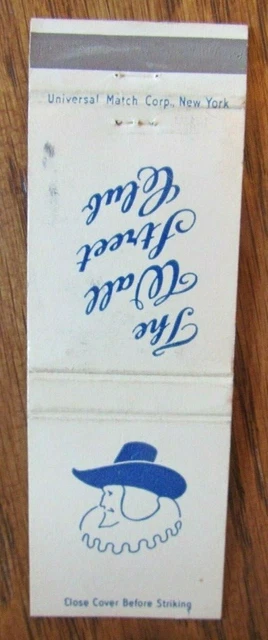 Universal Match Corp., New York
The
Wall
Street
Club
Close Cover Before Striking